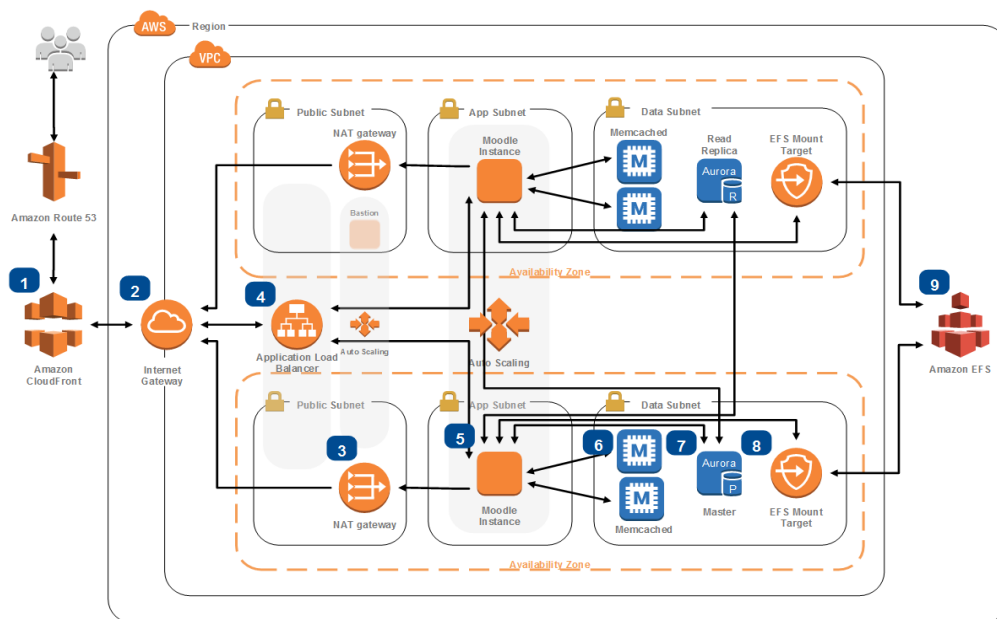 AWS
Region
VPC
Public Subnet
App Subnet
Data Subnet
NAT gateway
Moodle
Instance
Memcached
Read
Replica
EFS Mount
Target
M
Aurora
R
M
Bastion
Amazon Route 53
Availability Zone
1
2
4
9
Amazon
CloudFront
Internet
Gateway
Application Load
Balancer
Auto Scaling
Auto Scaling
Amazon EFS
Availability Zone
Public Subnet
App Subnet
Data Subnet
3
5
6
7
8
M
Aurora
P
M
NAT gateway
Moodle
Instance
Memcached
Master
EFS Mount
Target
Availability Zone